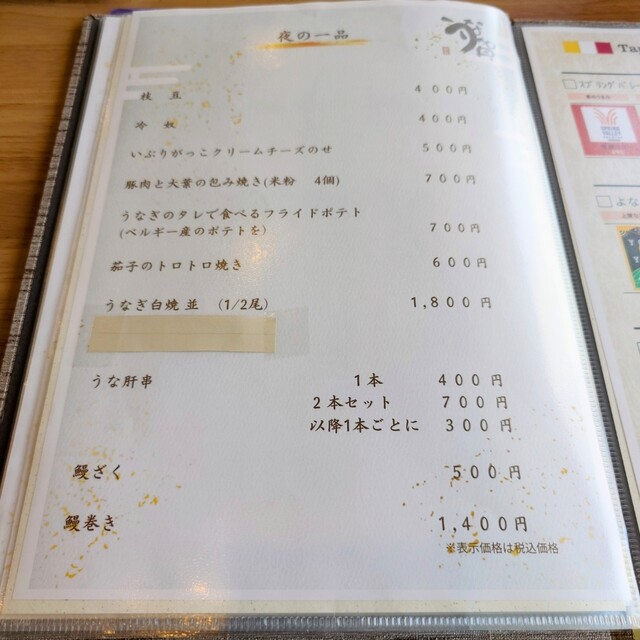 夜の一品
枝 豆 400円
冷 奴 400円
いぶりがっこクリームチーズのせ 500円
豚肉と大葉の包み焼き(米粉 4個) 700円
うなぎのタレで食べるフライドポテト
(ベルギー産のポテトを) 700円
茄子のトロトロ焼き 600円
うなぎ白焼 並 (1/2尾) 1,800円
うな肝串 1本 400円
2本セット 700円
以降1本ごとに 300円
鰻ざく 500円
鰻巻き 1,400円
※表示価格は税込価格
Ta
よな